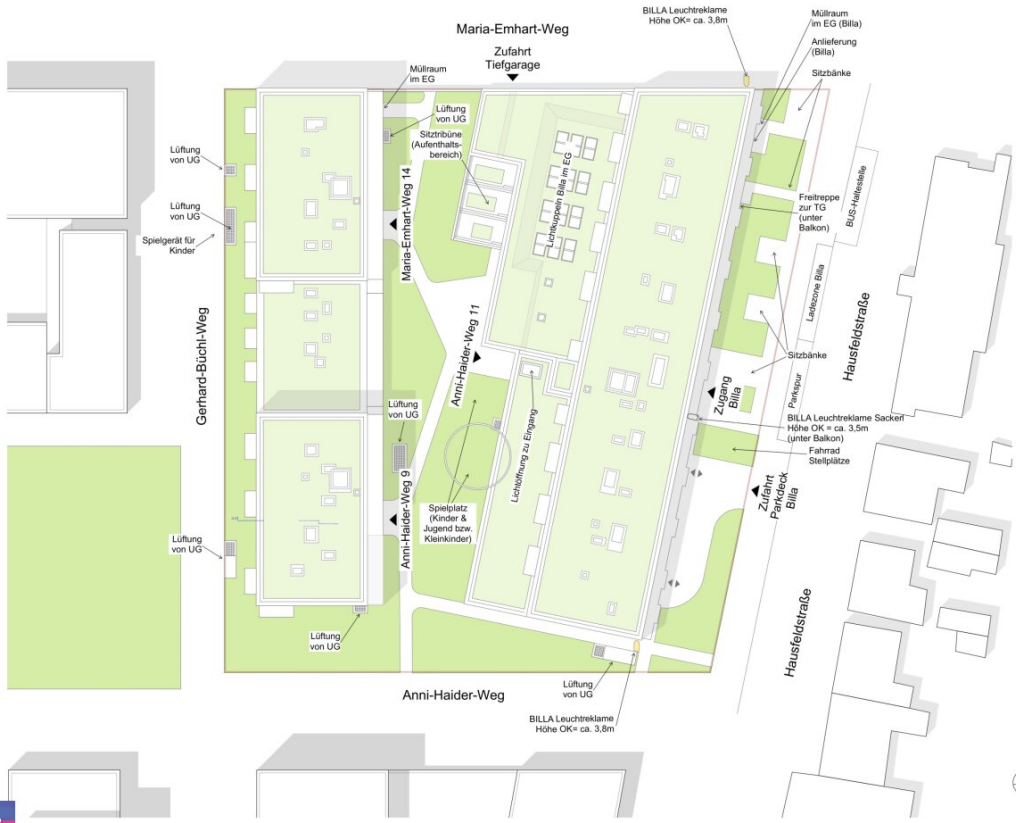 BILLA Leuchtreklame
Höhe OK= ca. 3,8m
Müllraum
im EG (Billa)
Anlieferung
(Billa)
Sitzbänke
Maria-Emhart-Weg
Zufahrt
Tiefgarage
Müllraum
im EG
Lüftung
von UG
Sitztribüne
(Aufenthalts-
bereich)
Lüftung
von UG
Lüftung
von UG
Spielgerät für
Kinder
Maria-Emhart-Weg 14
Lichtkuppeln Billa im EG
Freitreppe
zur TG
(unter
Balkon)
BUS-Haltestelle
Ladezone Billa
Hausfeldstraße
Sitzbänke
Parkspur
Gerhard-Büchl-Weg
Anni-Haider-Weg 11
Zugang
Billa
Lüftung
von UG
Lichtöffnung zu Eingang
BILLA Leuchtreklame Sackerl
Höhe OK = ca. 3,5m
(unter Balkon)
Fahrrad
Stellplätze
Zufahrt
Parkdeck
Billa
Anni-Haider-Weg 9
Spielplatz
(Kinder &
Jugend bzw.
Kleinkinder)
Lüftung
von UG
Lüftung
von UG
Hausfeldstraße
Lüftung
von UG
Anni-Haider-Weg
BILLA Leuchtreklame
Höhe OK= ca. 3,8m